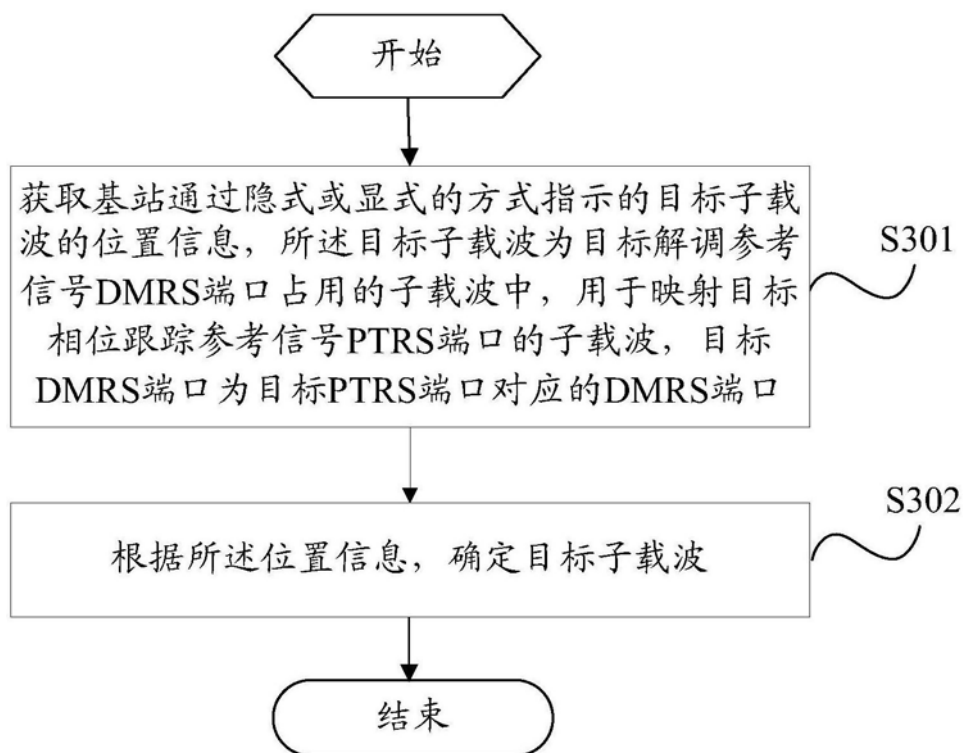 开始
获取基站通过隐式或显式的方式指示的目标子载
波的位置信息，所述目标子载波为目标解调参考
信号DMRS端口占用的子载波中，用于映射目标
相位跟踪参考信号PTRS端口的子载波，目标
DMRS端口为目标PTRS端口对应的DMRS端口
S301
根据所述位置信息，确定目标子载波
S302
结束